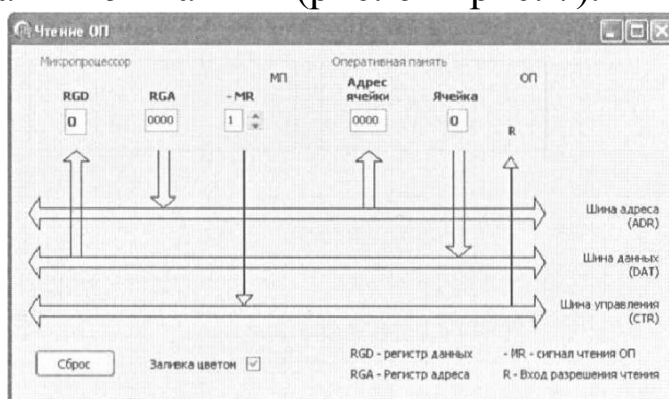 Чтение ОП
Микропроцессор
МП
RGD
RGA
- MR
0
0000
1
Оперативная память
ОП
Адрес
ячейки
Ячейка
0000
0
R
Шина адреса
(ADR)
Шина данных
(DAT)
Шина управления
(CTR)
Сброс
Заливка цветом
RGD - регистр данных
RGA - Регистр адреса
- MR - сигнал чтения ОП
R - Вход разрешения чтения